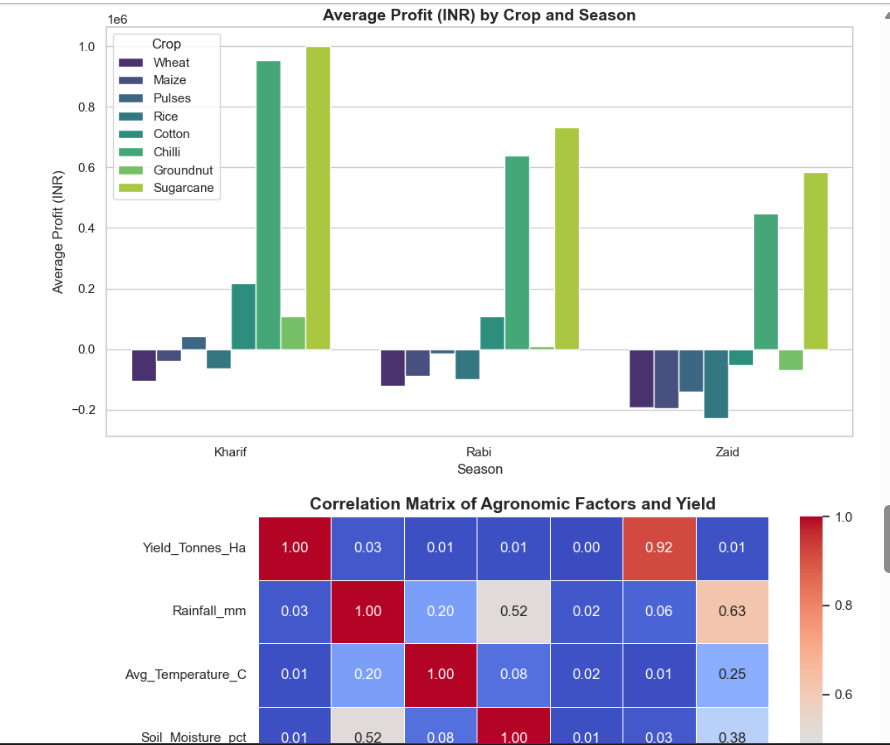 Average Profit (INR) by Crop and Season
1e6
1.0
0.8
0.6
0.4
0.2
0.0
−0.2
Average Profit (INR)
Crop
Wheat
Maize
Pulses
Rice
Cotton
Chilli
Groundnut
Sugarcane
Kharif Rabi Zaid
Season
Correlation Matrix of Agronomic Factors and Yield
Yield_Tonnes_Ha 1.00 0.03 0.01 0.01 0.00 0.92 0.01
Rainfall_mm 0.03 1.00 0.20 0.52 0.02 0.06 0.63
Avg_Temperature_C 0.01 0.20 1.00 0.08 0.02 0.01 0.25
Soil_Moisture_pct 0.01 0.52 0.08 1.00 0.01 0.03 0.38
1.0
0.8
0.6